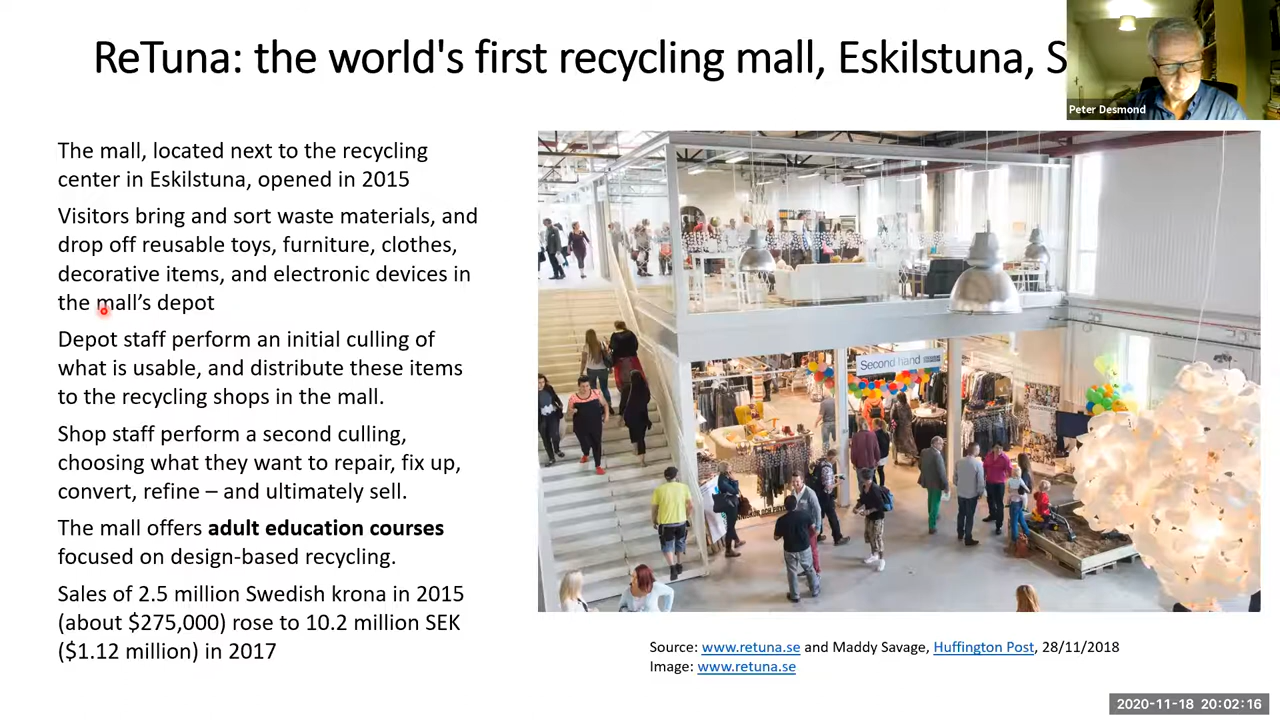 ReTuna: the world's first recycling mall, Eskilstuna, S
Peter Desmond
The mall, located next to the recycling
center in Eskilstuna, opened in 2015
Visitors bring and sort waste materials, and
drop off reusable toys, furniture, clothes,
decorative items, and electronic devices in
the mall’s depot
Depot staff perform an initial culling of
what is usable, and distribute these items
to the recycling shops in the mall.
Shop staff perform a second culling,
choosing what they want to repair, fix up,
convert, refine – and ultimately sell.
The mall offers adult education courses
focused on design-based recycling.
Sales of 2.5 million Swedish krona in 2015
(about $275,000) rose to 10.2 million SEK
($1.12 million) in 2017
Second hand
Source: www.retuna.se and Maddy Savage, Huffington Post, 28/11/2018
Image: www.retuna.se
2020-11-18 20:02:16